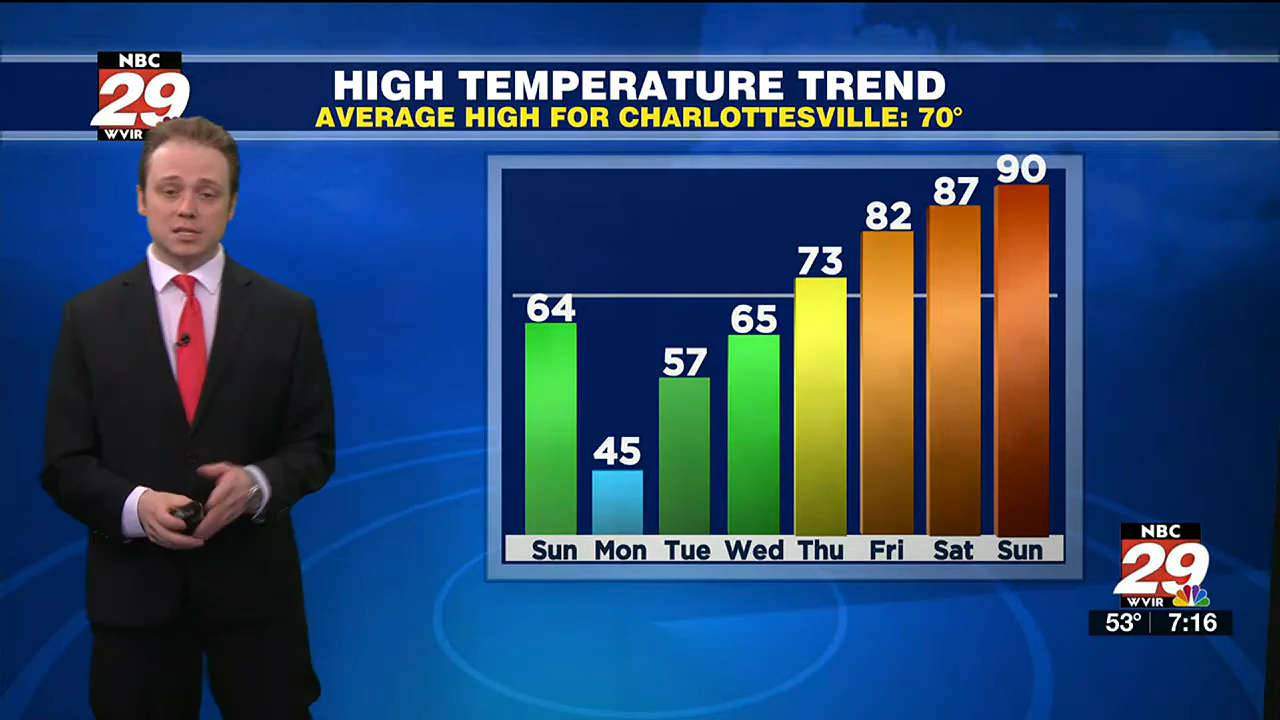 NBC
29
WVIR
HIGH TEMPERATURE TREND
AVERAGE HIGH FOR CHARLOTTESVILLE: 70°
64
45
57
65
73
82
87
90
Sun Mon Tue Wed Thu Fri Sat Sun
NBC
29
WVIR
53° 7:16